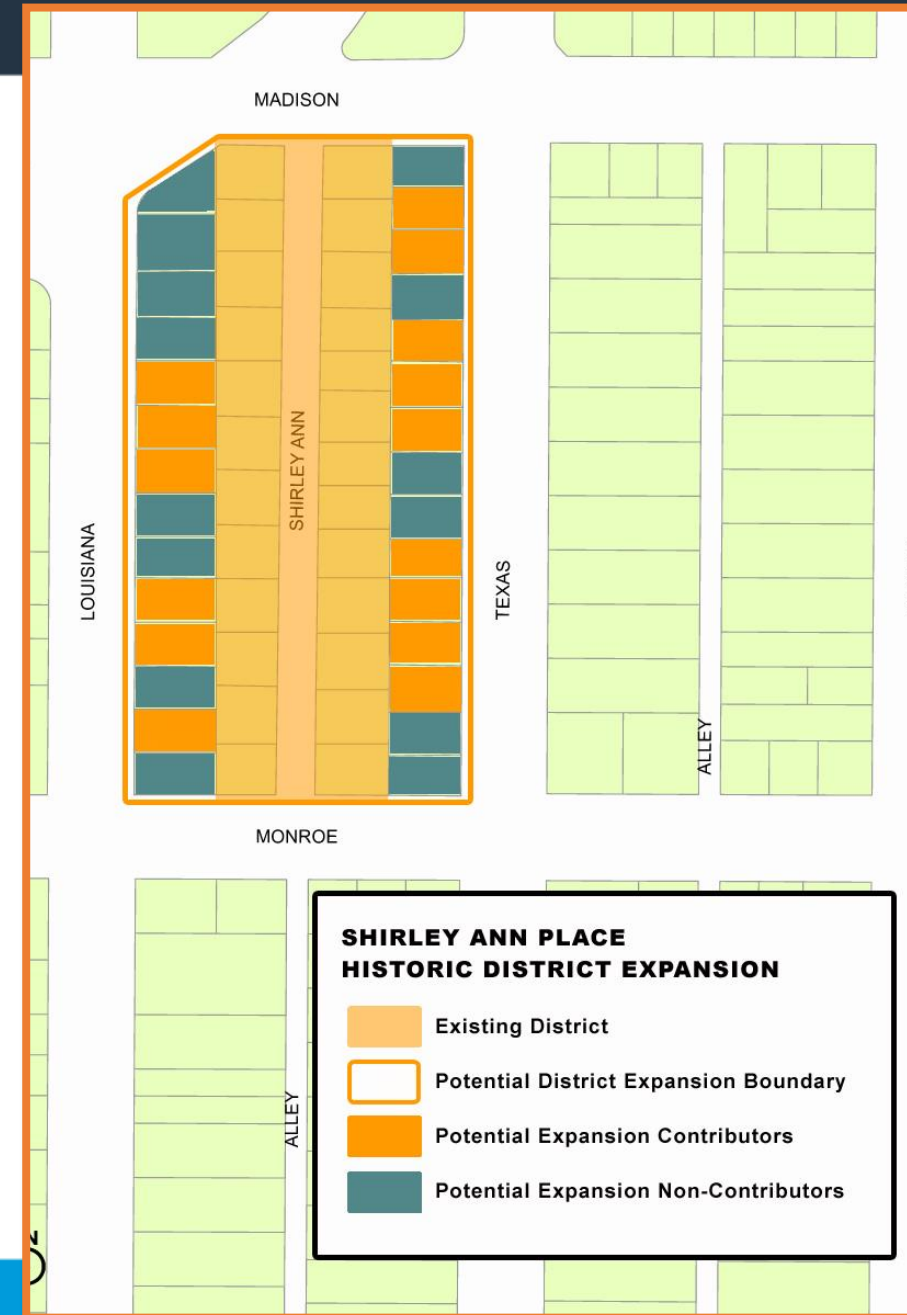 MADISON
SHIRLEY ANN
LOUISIANA
TEXAS
ALLEY
MONROE
ALLEY
SHIRLEY ANN PLACE
HISTORIC DISTRICT EXPANSION
Existing District
Potential District Expansion Boundary
Potential Expansion Contributors
Potential Expansion Non-Contributors